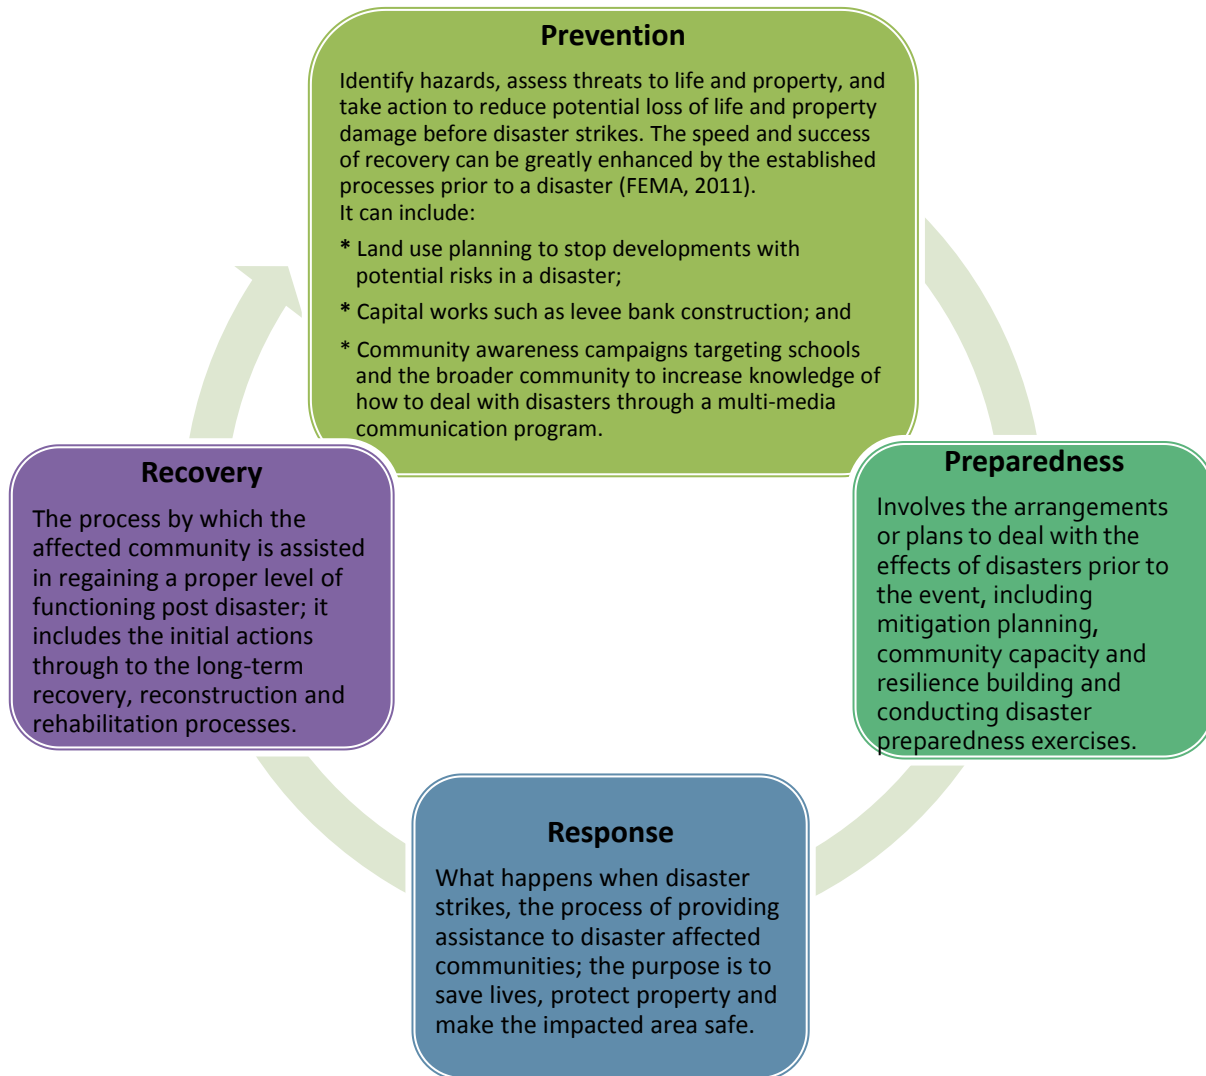 Prevention
Identify hazards, assess threats to life and property, and
take action to reduce potential loss of life and property
damage before disaster strikes. The speed and success
of recovery can be greatly enhanced by the established
processes prior to a disaster (FEMA, 2011).
It can include:
* Land use planning to stop developments with
potential risks in a disaster;
* Capital works such as levee bank construction; and
* Community awareness campaigns targeting schools
and the broader community to increase knowledge of
how to deal with disasters through a multi-media
communication program.
Preparedness
Involves the arrangements
or plans to deal with the
effects of disasters prior to
the event, including
mitigation planning,
community capacity and
resilience building and
conducting disaster
preparedness exercises.
Response
What happens when disaster
strikes, the process of providing
assistance to disaster affected
communities; the purpose is to
save lives, protect property and
make the impacted area safe.
Recovery
The process by which the
affected community is assisted
in regaining a proper level of
functioning post disaster; it
includes the initial actions
through to the long-term
recovery, reconstruction and
rehabilitation processes.